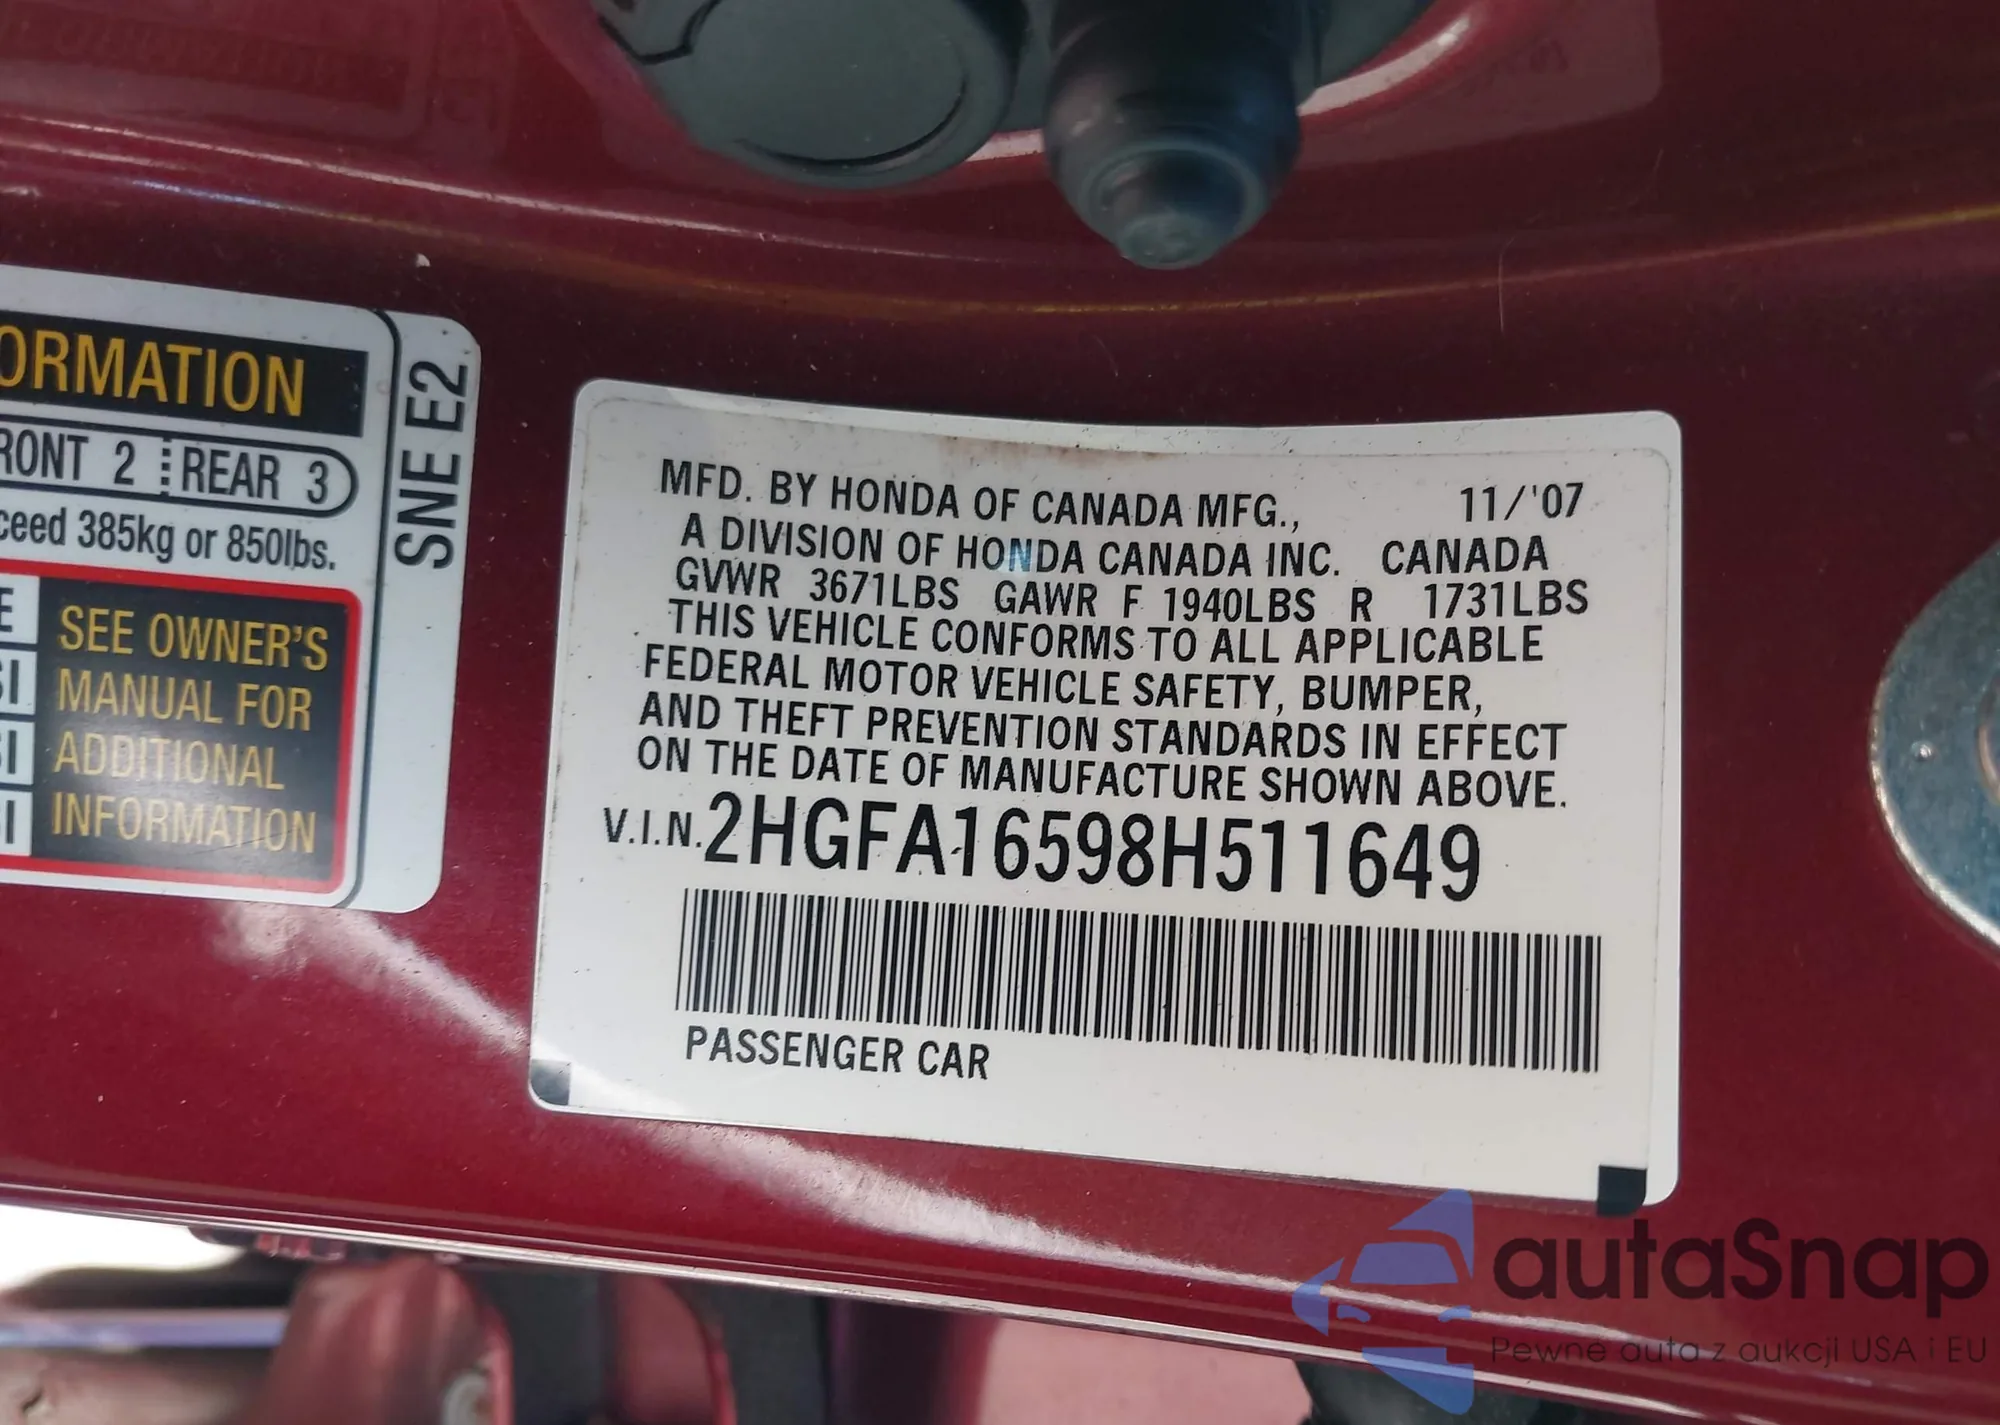 ORMATION
RONT 2 REAR 3
ceed 385kg or 850lbs.
SEE OWNER'S
MANUAL FOR
ADDITIONAL
INFORMATION
SNE E2
MFD. BY HONDA OF CANADA MFG., 11/'07
A DIVISION OF HONDA CANADA INC. CANADA
GVWR 3671LBS GAWR F 1940LBS R 1731LBS
THIS VEHICLE CONFORMS TO ALL APPLICABLE
FEDERAL MOTOR VEHICLE SAFETY, BUMPER,
AND THEFT PREVENTION STANDARDS IN EFFECT
ON THE DATE OF MANUFACTURE SHOWN ABOVE.
V.I.N. 2HGFA16598H511649
PASSENGER CAR
autaSnap
Pewne auta z aukcji USA i EU